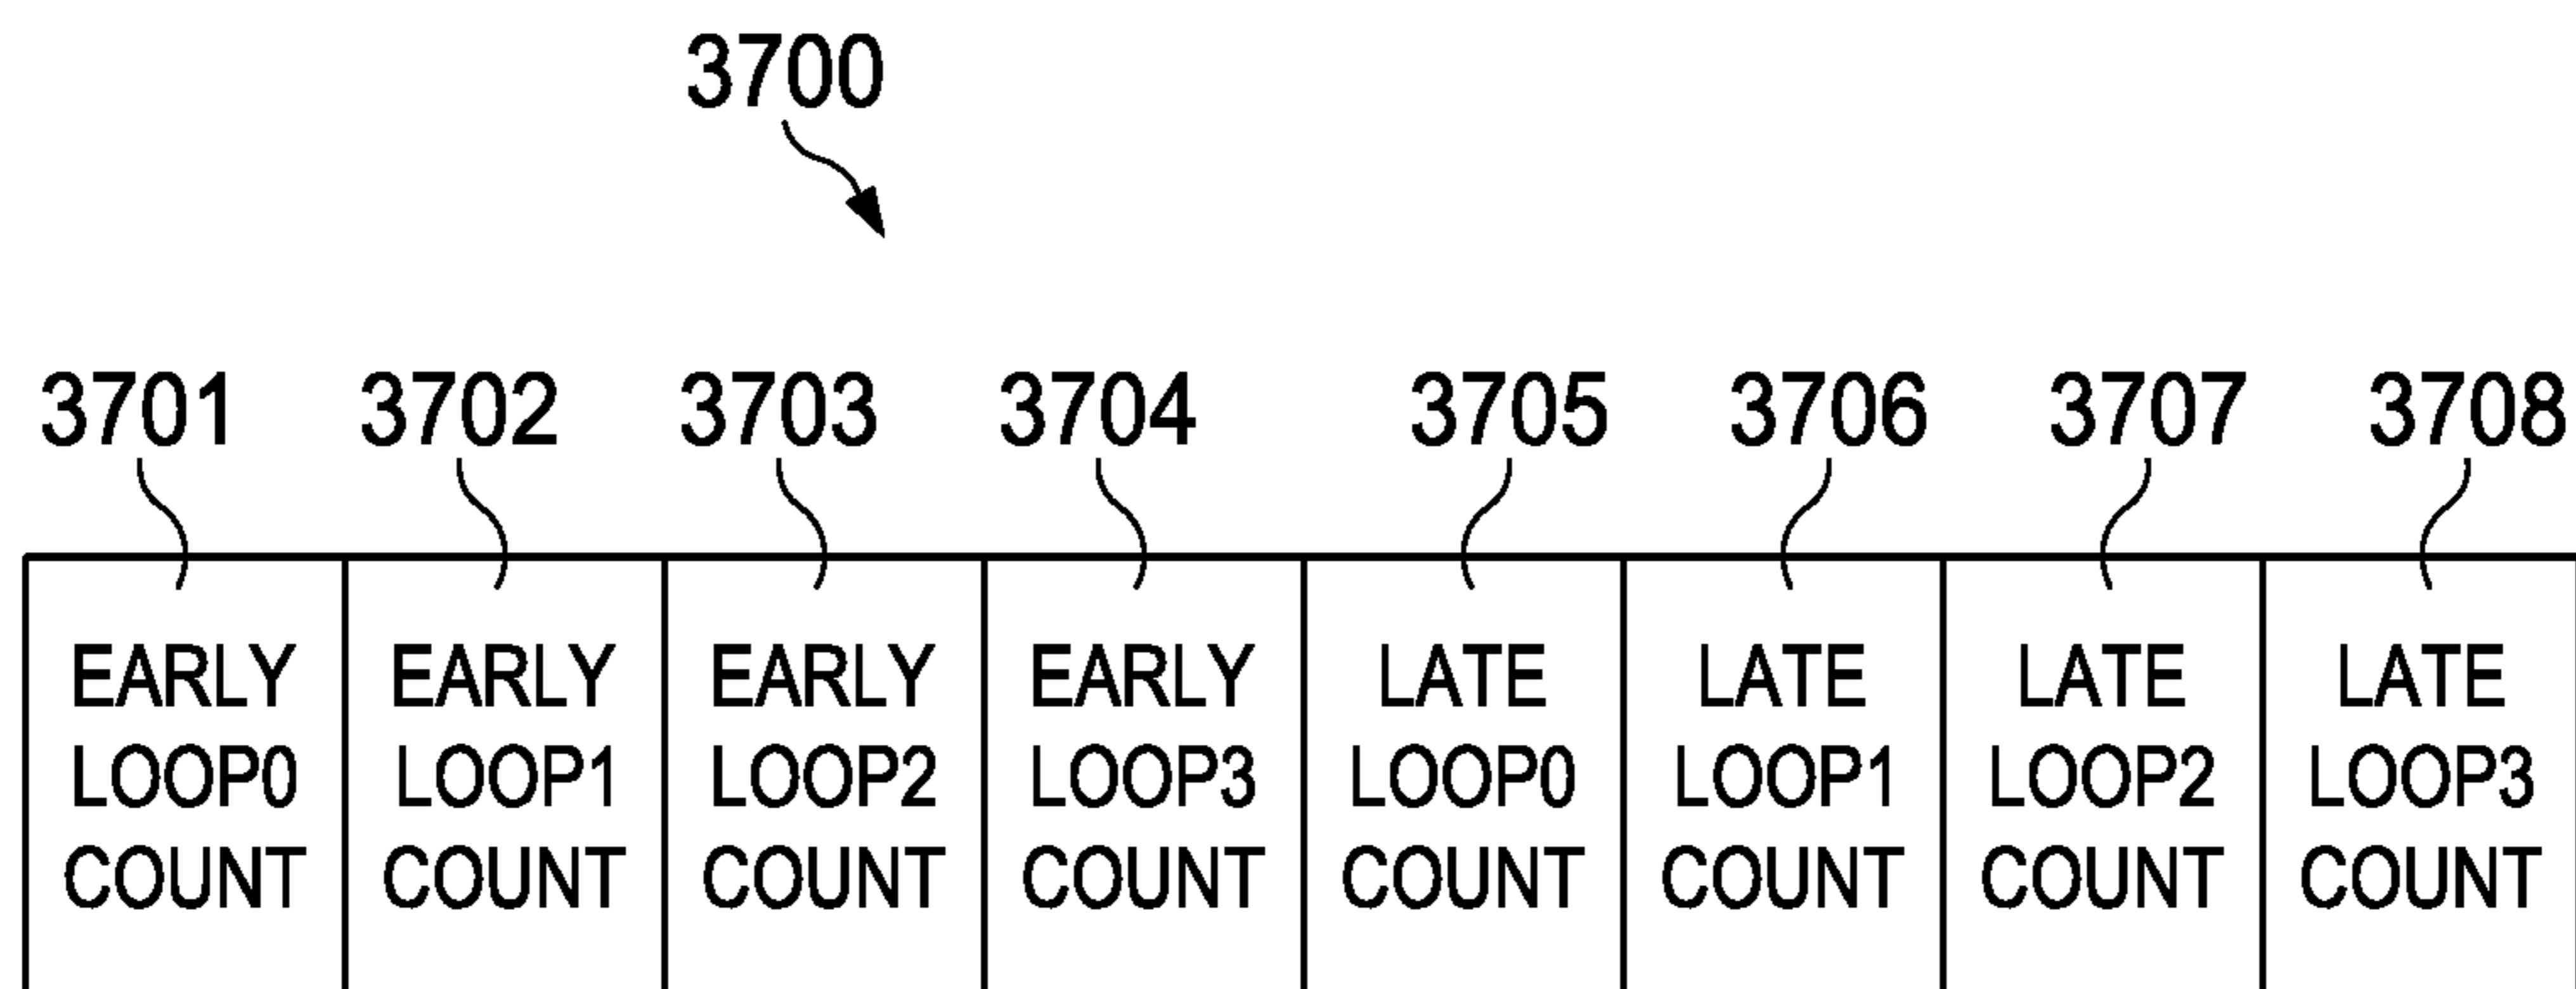 3700
3701 3702 3703 3704 3705 3706 3707 3708
EARLY LOOP0 COUNT
EARLY LOOP1 COUNT
EARLY LOOP2 COUNT
EARLY LOOP3 COUNT
LATE LOOP0 COUNT
LATE LOOP1 COUNT
LATE LOOP2 COUNT
LATE LOOP3 COUNT